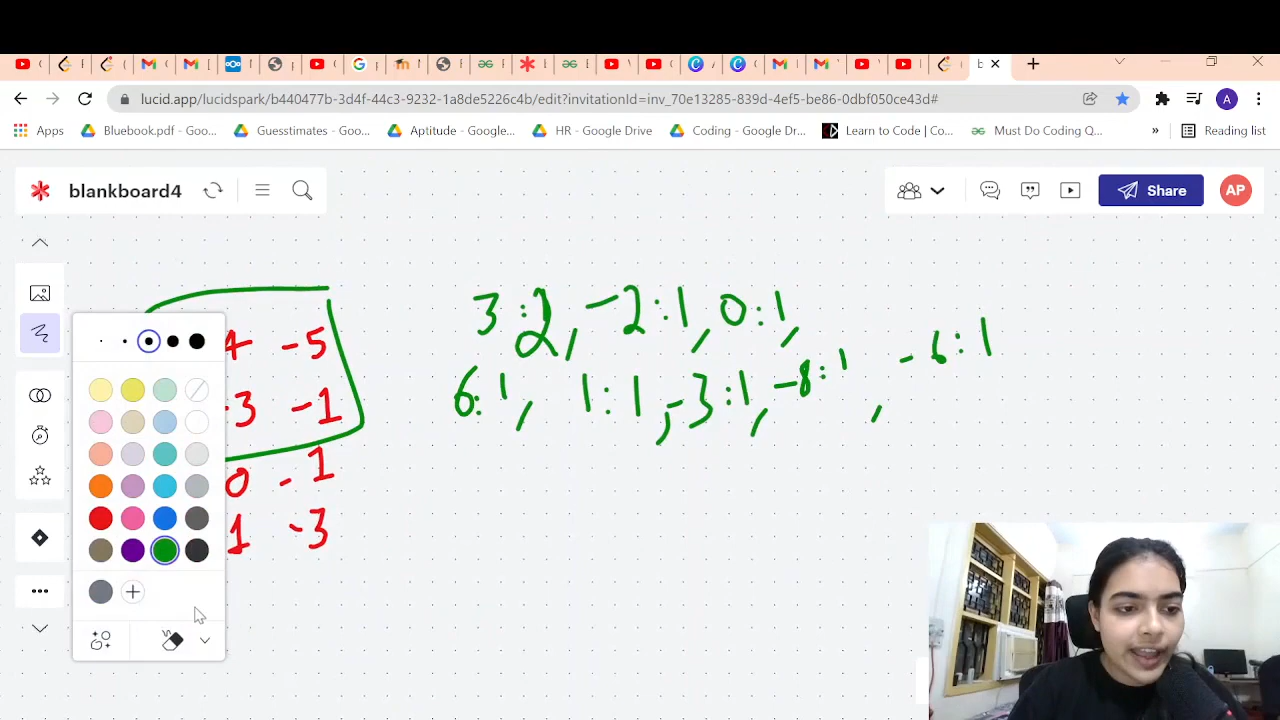 lucid.app/lucidspark/b440477b-3d4f-44c3-9232-1a8de5226c4b/edit?invitationId=inv_70e13285-839d-4ef5-be86-0dbf050ce43d#
A
Apps
Bluebook.pdf - Goo...
Guesstimates - Goo...
Aptitude - Google...
HR - Google Drive
Coding - Google Dr...
Learn to Code | Co...
Must Do Coding Q...
»
Reading list
blankboard4
Share
AP
3:2, -2:1, 0:1,
6:1, 1:1, -3:1, -8:1, -6:1
4 -5
-3 -1
0 -1
1 -3